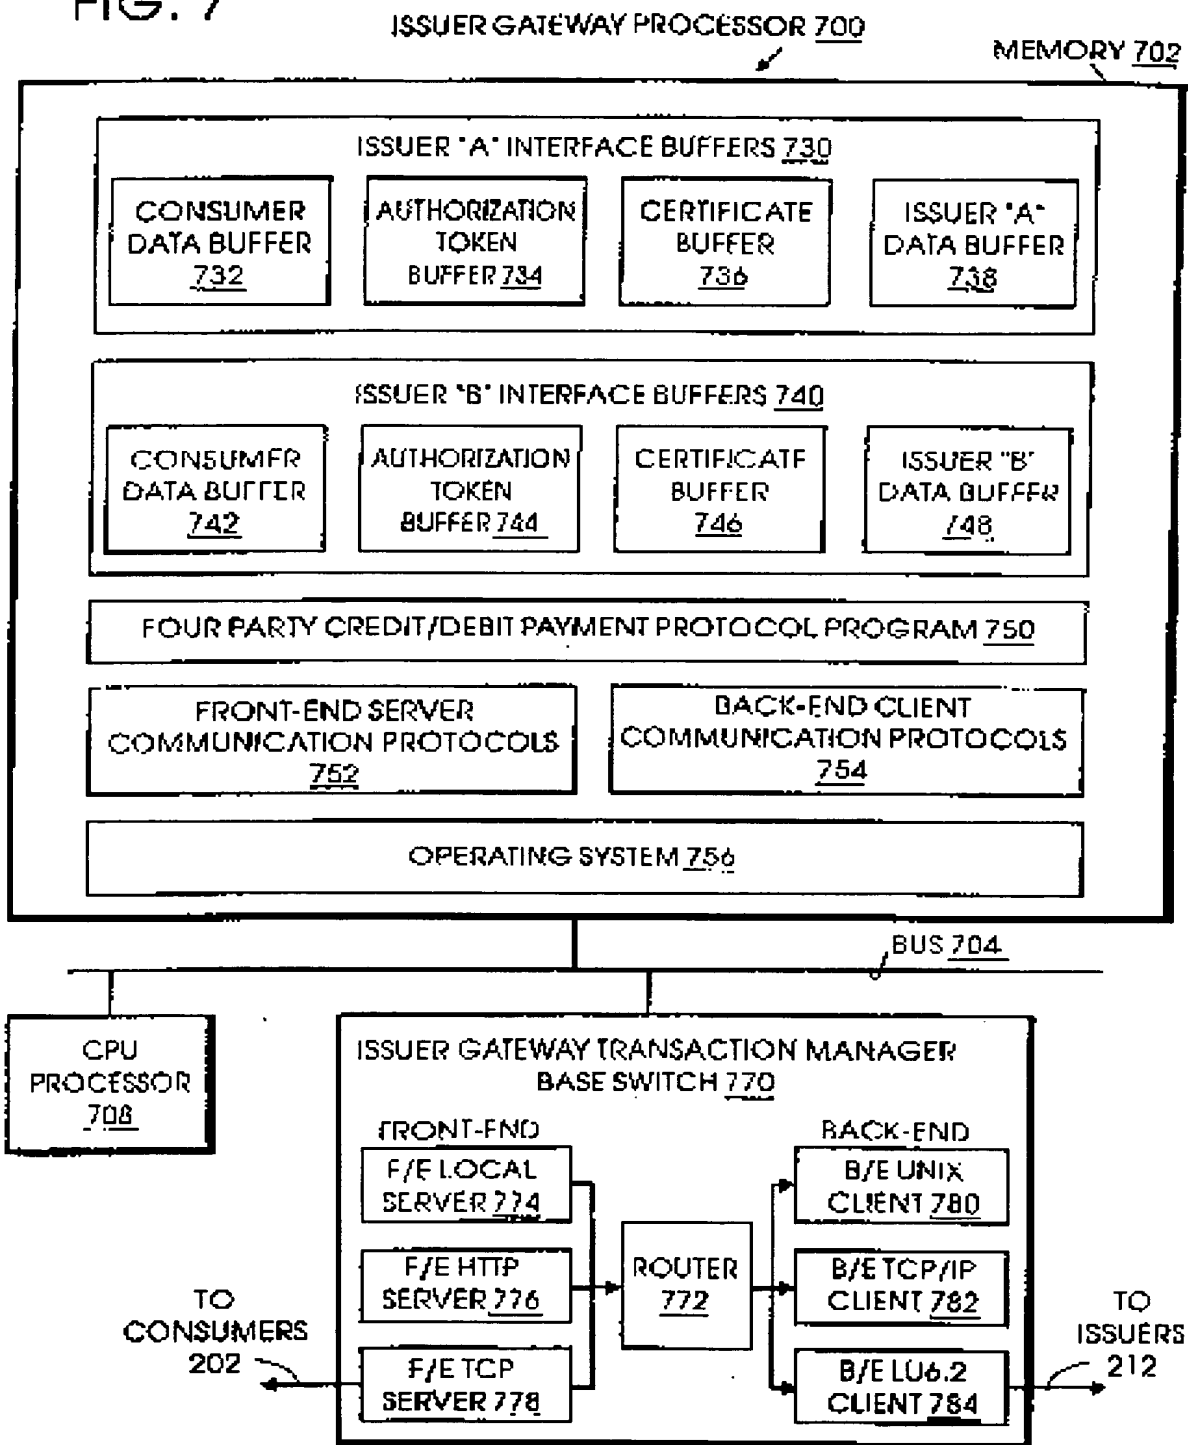 FIG. 7
ISSUER GATEWAY PROCESSOR 700
MEMORY 702
ISSUER "A" INTERFACE BUFFERS 730
CONSUMER
DATA BUFFER
732
AUTHORIZATION
TOKEN
BUFFER 734
CERTIFICATE
BUFFER
736
ISSUER "A"
DATA BUFFER
738
ISSUER "B" INTERFACE BUFFERS 740
CONSUMER
DATA BUFFER
742
AUTHORIZATION
TOKEN
BUFFER 744
CERTIFICATE
BUFFER
746
ISSUER "B"
DATA BUFFER
748
FOUR PARTY CREDIT/DEBIT PAYMENT PROTOCOL PROGRAM 750
FRONT-END SERVER
COMMUNICATION PROTOCOLS
752
BACK-END CLIENT
COMMUNICATION PROTOCOLS
754
OPERATING SYSTEM 756
BUS 704
CPU
PROCESSOR
708
ISSUER GATEWAY TRANSACTION MANAGER
BASE SWITCH 770
FRONT-END
F/E LOCAL
SERVER 774
F/E HTTP
SERVER 776
F/E TCP
SERVER 778
ROUTER
772
BACK-END
B/E UNIX
CLIENT 780
B/E TCP/IP
CLIENT 782
B/E LU6.2
CLIENT 784
TO
CONSUMERS
202
TO
ISSUERS
212